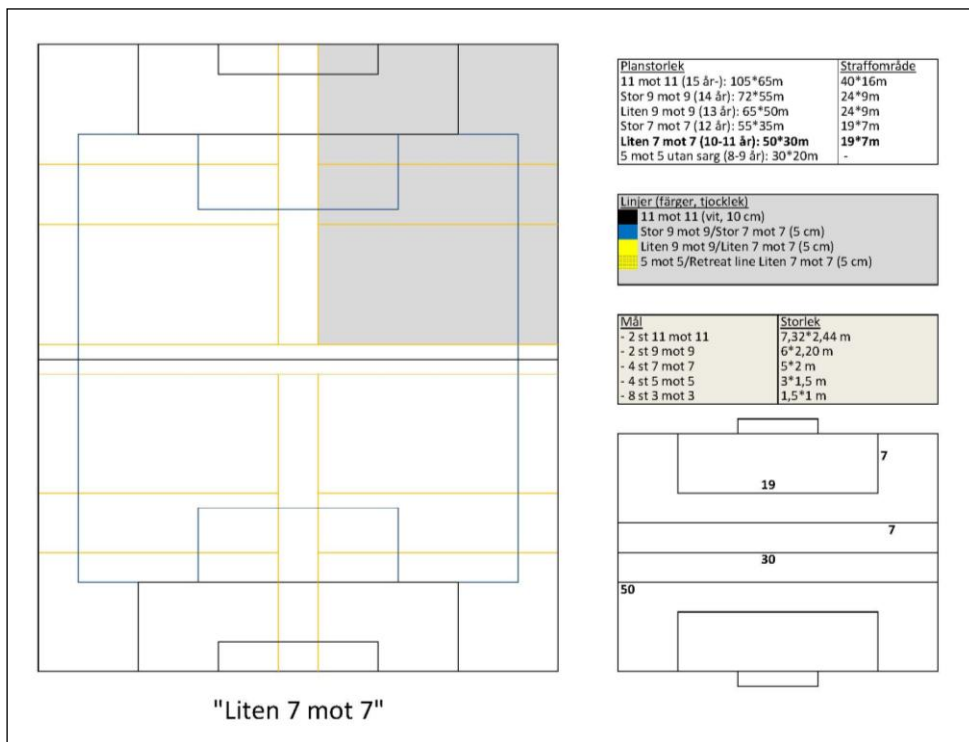 Planstorlek Straffområde
11 mot 11 (15 år-): 105*65m 40*16m
Stor 9 mot 9 (14 år): 72*55m 24*9m
Liten 9 mot 9 (13 år): 65*50m 24*9m
Stor 7 mot 7 (12 år): 55*35m 19*7m
Liten 7 mot 7 (10-11 år): 50*30m 19*7m
5 mot 5 utan sarg (8-9 år): 30*20m -
Linjer (färger, tjocklek)
11 mot 11 (vit, 10 cm)
Stor 9 mot 9/Stor 7 mot 7 (5 cm)
Liten 9 mot 9/Liten 7 mot 7 (5 cm)
5 mot 5/Retreat line Liten 7 mot 7 (5 cm)
Mål Storlek
- 2 st 11 mot 11 7,32*2,44 m
- 2 st 9 mot 9 6*2,20 m
- 4 st 7 mot 7 5*2 m
- 4 st 5 mot 5 3*1,5 m
- 8 st 3 mot 3 1,5*1 m
7
19
7
30
50
"Liten 7 mot 7"